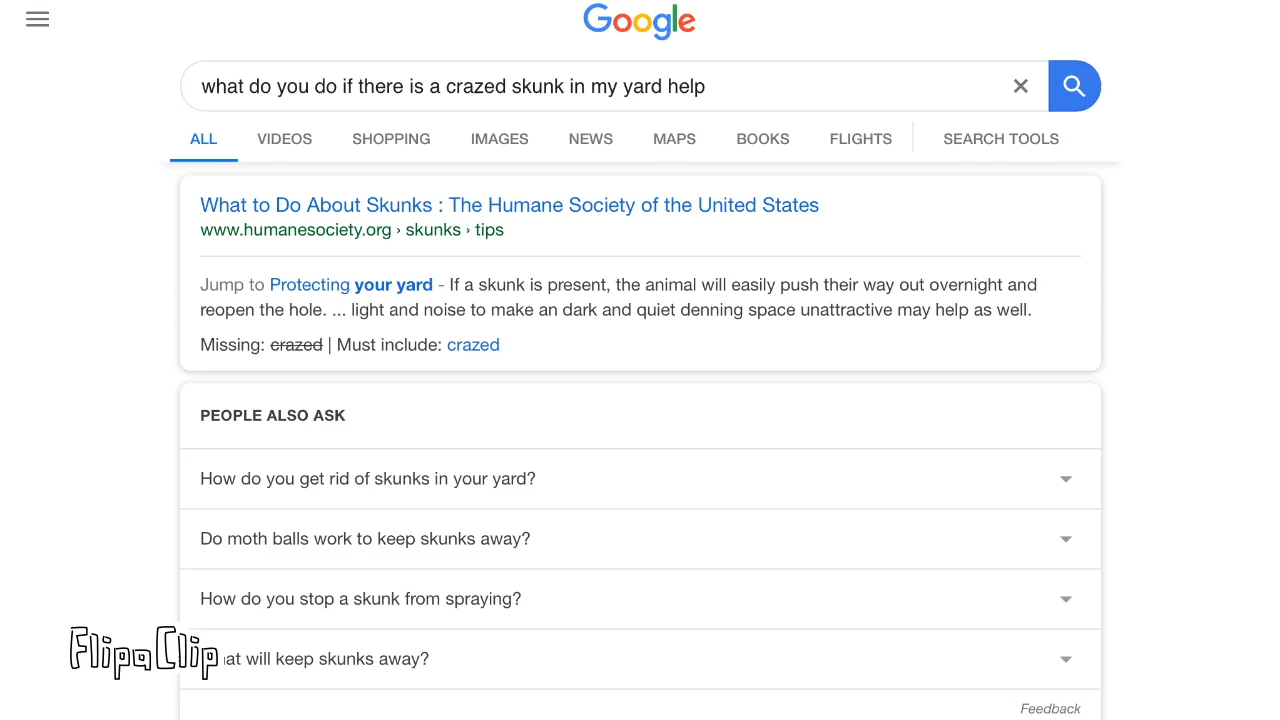 Google
what do you do if there is a crazed skunk in my yard help
ALL VIDEOS SHOPPING IMAGES NEWS MAPS BOOKS FLIGHTS SEARCH TOOLS
What to Do About Skunks : The Humane Society of the United States
www.humanesociety.org › skunks › tips
Jump to Protecting your yard - If a skunk is present, the animal will easily push their way out overnight and
reopen the hole. ... light and noise to make an dark and quiet denning space unattractive may help as well.
Missing: crazed | Must include: crazed
PEOPLE ALSO ASK
How do you get rid of skunks in your yard?
Do moth balls work to keep skunks away?
How do you stop a skunk from spraying?
FlipaClip
at will keep skunks away?
Feedback